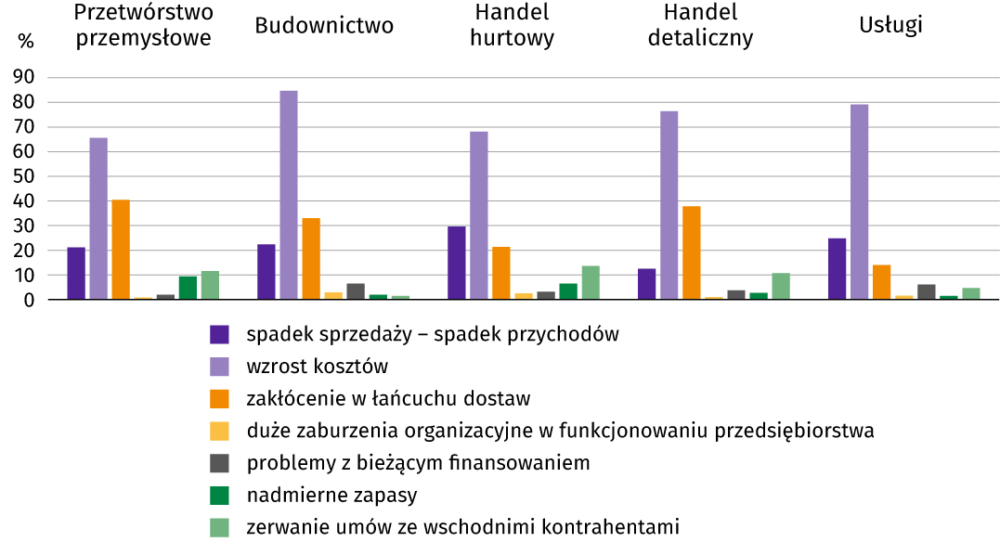 Przetwórstwo
przemysłowe
Budownictwo
Handel
hurtowy
Handel
detaliczny
Usługi
%
90
80
70
60
50
40
30
20
10
0
spadek sprzedaży – spadek przychodów
wzrost kosztów
zakłócenie w łańcuchu dostaw
duże zaburzenia organizacyjne w funkcjonowaniu przedsiębiorstwa
problemy z bieżącym finansowaniem
nadmierne zapasy
zerwanie umów ze wschodnimi kontrahentami